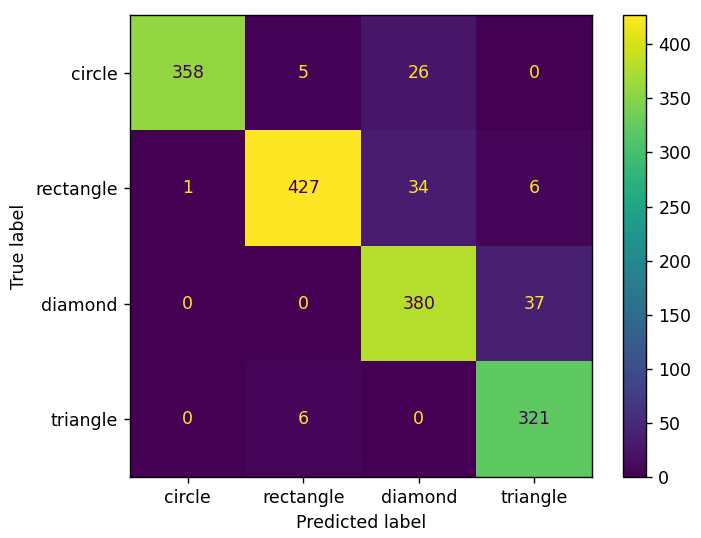 circle 358 5 26 0
rectangle 1 427 34 6
diamond 0 0 380 37
triangle 0 6 0 321
circle rectangle diamond triangle
Predicted label
True label
400
350
300
250
200
150
100
50
0